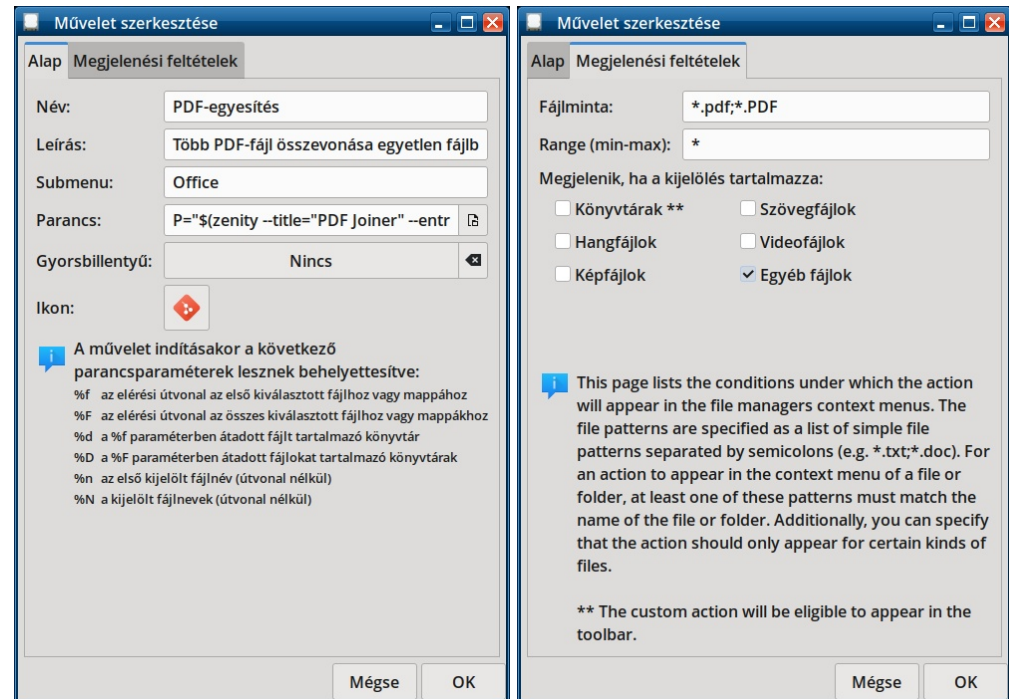 Művelet szerkesztése
Alap Megjelenési feltételek
Név: PDF-egyesítés
Leírás: Több PDF-fájl összevonása egyetlen fájlb
Submenu: Office
Parancs: P="$(zenity --title="PDF Joiner" --entr
Gyorsbillentyű: Nincs
Ikon:
A művelet indításakor a következő
parancsparaméterek lesznek behelyettesítve:
%f az elérési útvonal az első kiválasztott fájlhoz vagy mappához
%F az elérési útvonal az összes kiválasztott fájlhoz vagy mappákhoz
%d a %f paraméterben átadott fájlt tartalmazó könyvtár
%D a %F paraméterben átadott fájlokat tartalmazó könyvtárak
%n az első kijelölt fájlnév (útvonal nélkül)
%N a kijelölt fájlnevek (útvonal nélkül)
Mégse OK
Művelet szerkesztése
Alap Megjelenési feltételek
Fájlminta: *.pdf;*.PDF
Range (min-max): *
Megjelenik, ha a kijelölés tartalmazza:
Könyvtárak ** Szövegfájlok
Hangfájlok Videofájlok
Képfájlok Egyéb fájlok
This page lists the conditions under which the action
will appear in the file managers context menus. The
file patterns are specified as a list of simple file
patterns separated by semicolons (e.g. *.txt;*.doc). For
an action to appear in the context menu of a file or
folder, at least one of these patterns must match the
name of the file or folder. Additionally, you can specify
that the action should only appear for certain kinds of
files.
** The custom action will be eligible to appear in the
toolbar.
Mégse OK